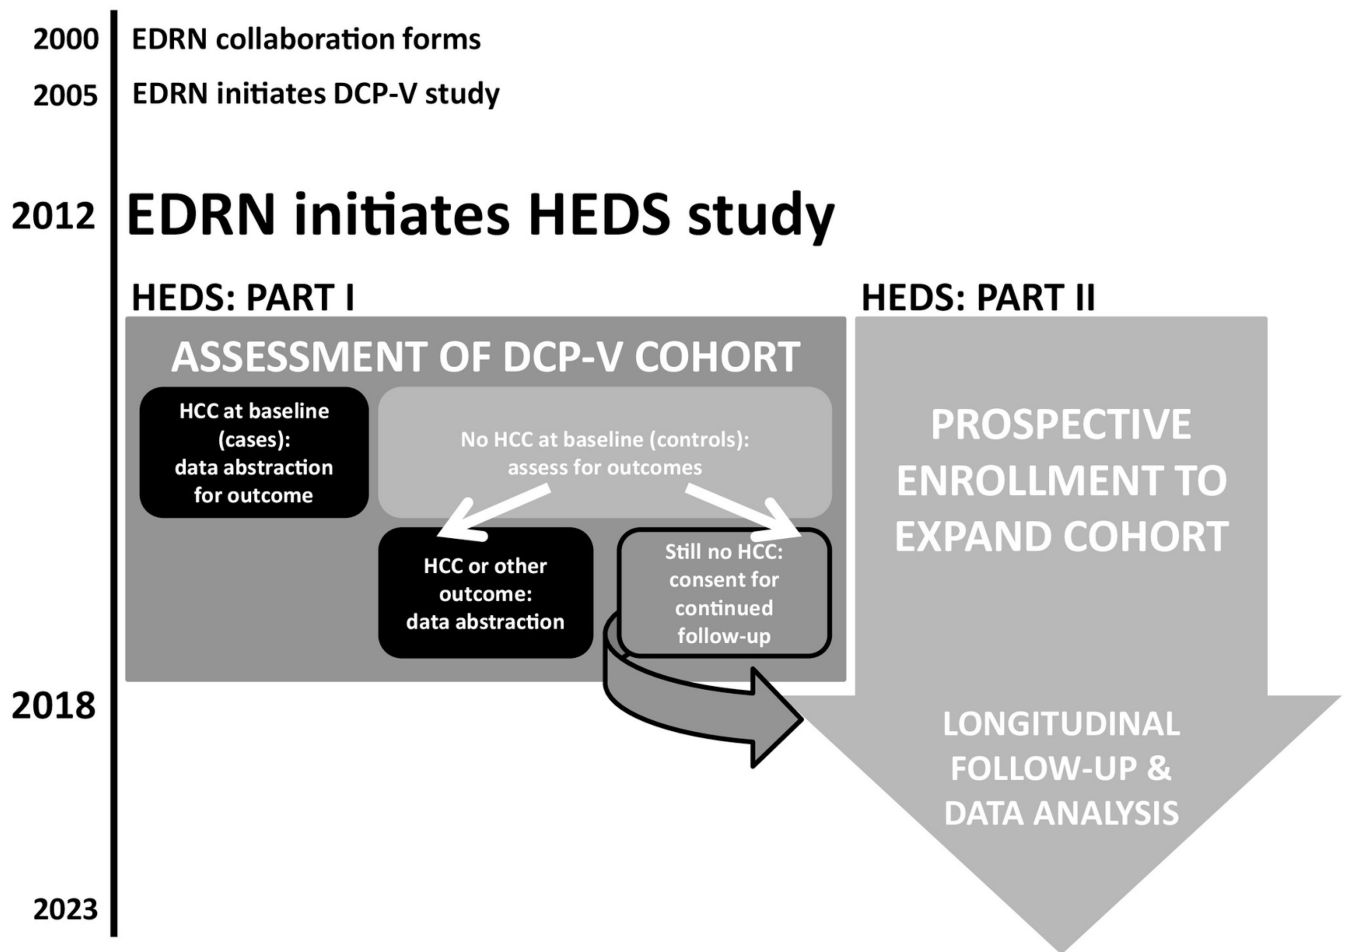 2000 EDRN collaboration forms
2005 EDRN initiates DCP-V study
2012 EDRN initiates HEDS study
HEDS: PART I
ASSESSMENT OF DCP-V COHORT
HCC at baseline
(cases):
data abstraction
for outcome
No HCC at baseline (controls):
assess for outcomes
HCC or other
outcome:
data abstraction
Still no HCC:
consent for
continued
follow-up
HEDS: PART II
PROSPECTIVE
ENROLLMENT TO
EXPAND COHORT
2018
LONGITUDINAL
FOLLOW-UP &
DATA ANALYSIS
2023